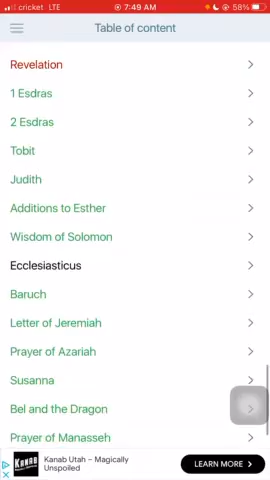 cricket LTE 7:49 AM 58%
Table of content
Revelation
1 Esdras
2 Esdras
Tobit
Judith
Additions to Esther
Wisdom of Solomon
Ecclesiasticus
Baruch
Letter of Jeremiah
Prayer of Azariah
Susanna
Bel and the Dragon
Prayer of Manasseh
KANAB
Kanab Utah – Magically
Unspoiled
LEARN MORE